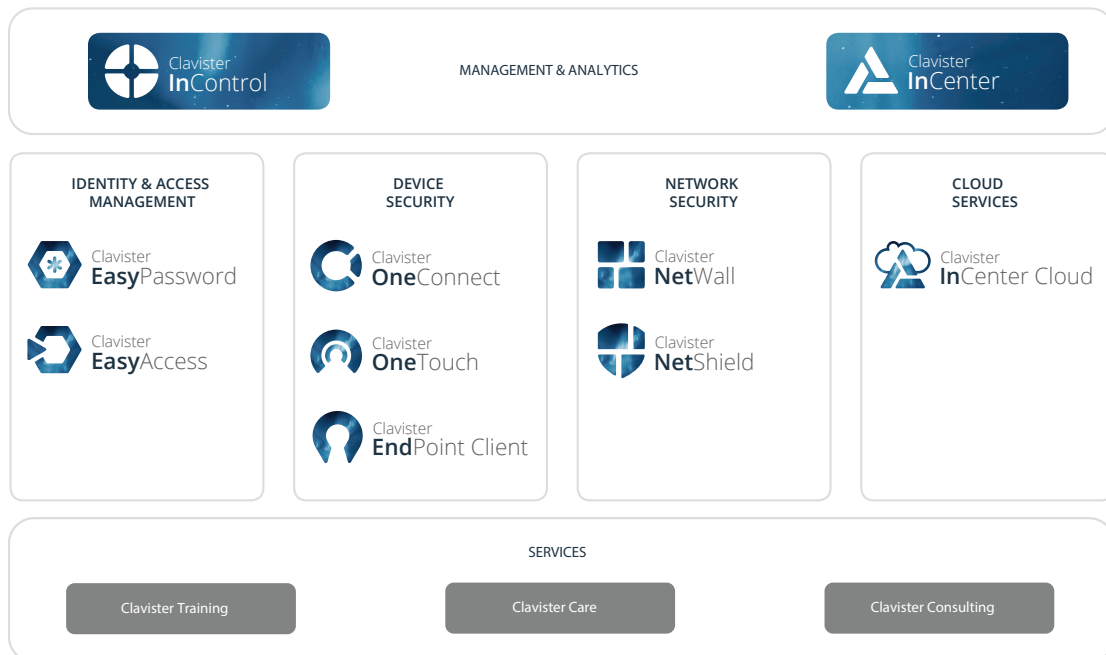 Clavister
InControl
MANAGEMENT & ANALYTICS
Clavister
InCenter
IDENTITY & ACCESS
MANAGEMENT
Clavister
EasyPassword
Clavister
EasyAccess
DEVICE
SECURITY
Clavister
OneConnect
Clavister
OneTouch
Clavister
EndPoint Client
NETWORK
SECURITY
Clavister
NetWall
Clavister
NetShield
CLOUD
SERVICES
Clavister
InCenter Cloud
SERVICES
Clavister Training
Clavister Care
Clavister Consulting